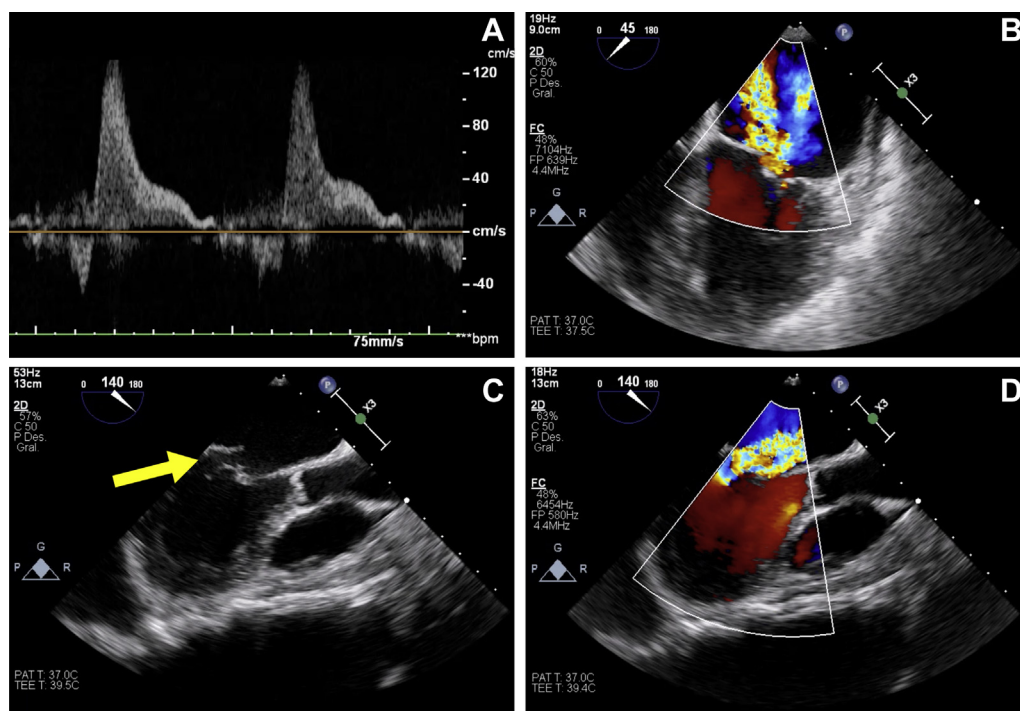 A
cm/s
120
80
40
cm/s
-40
***bpm
75mm/s
B
19Hz
9.0cm
0 45 180
P
X3
2D
60%
C 50
P Des.
Gral.
FC
48%
7104Hz
FP 639Hz
4.4MHz
G
P R
PAT T: 37.0C
TEE T: 37.5C
C
53Hz
13cm
0 140 180
P
X3
2D
57%
C 50
P Des.
Gral.
G
P R
PAT T: 37.0C
TEE T: 39.5C
D
18Hz
13cm
0 140 180
P
X3
2D
63%
C 50
P Des.
Gral.
FC
48%
6454Hz
FP 580Hz
4.4MHz
G
P R
PAT T: 37.0C
TEE T: 39.4C